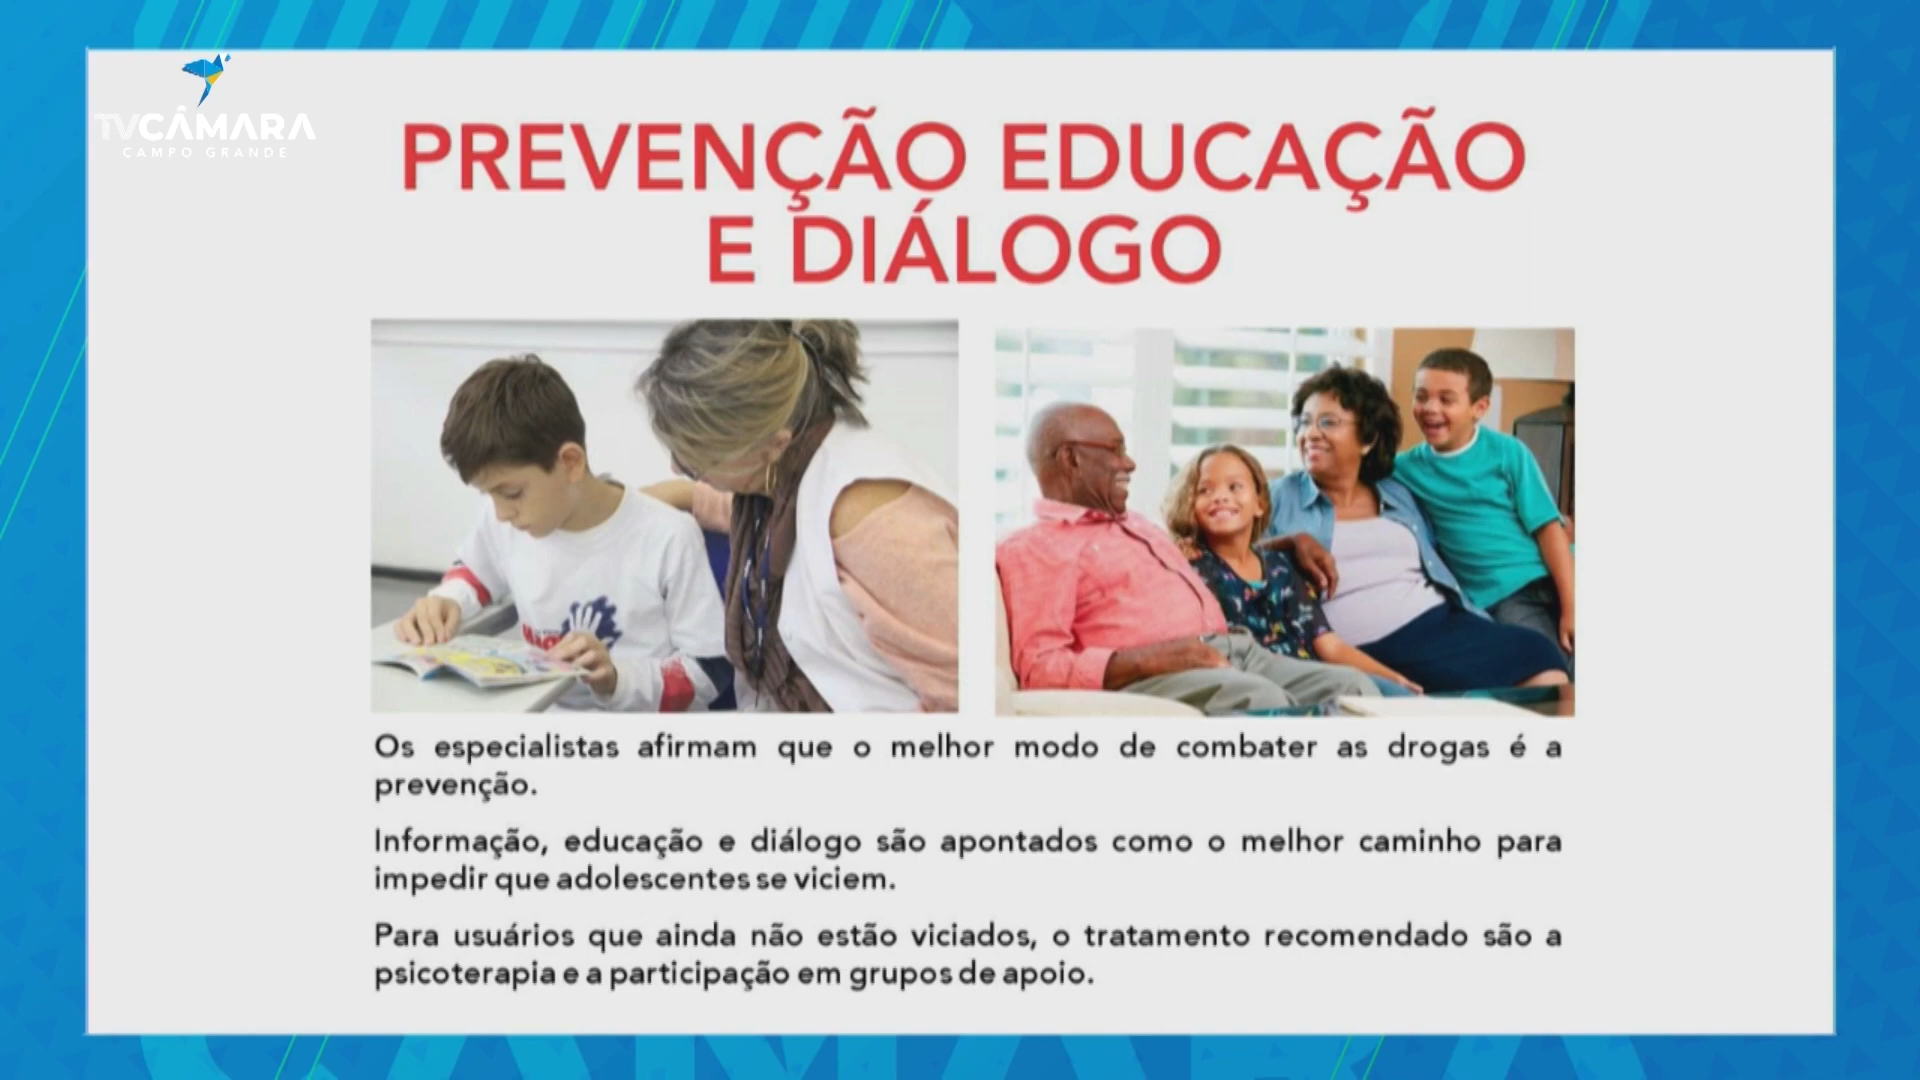 TVCÂMARA
CAMPO GRANDE
PREVENÇÃO EDUCAÇÃO
E DIÁLOGO
Os especialistas afirmam que o melhor modo de combater as drogas é a
prevenção.
Informação, educação e diálogo são apontados como o melhor caminho para
impedir que adolescentes se viciem.
Para usuários que ainda não estão viciados, o tratamento recomendado são a
psicoterapia e a participação em grupos de apoio.